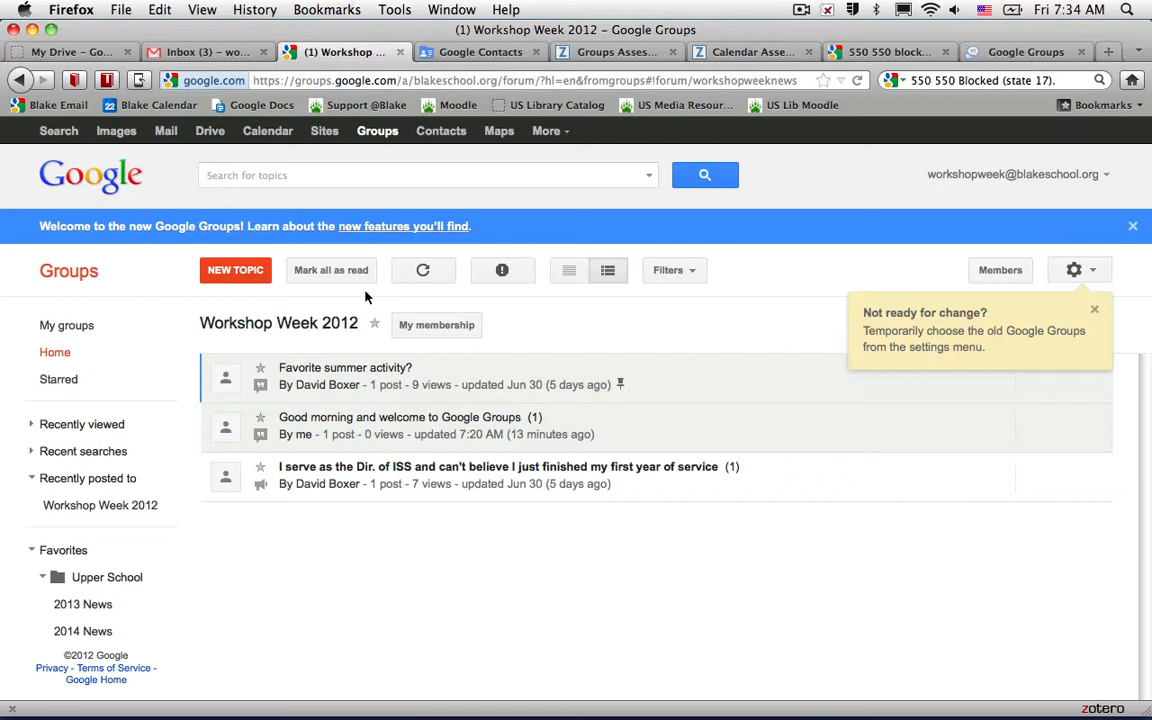 Firefox File Edit View History Bookmarks Tools Window Help Fri 7:34 AM
(1) Workshop Week 2012 – Google Groups
My Drive – Go... Inbox (3) – wo... (1) Workshop ... Google Contacts Groups Asses... Calendar Asse... 550 550 block... Google Groups
google.com https://groups.google.com/a/blakeschool.org/forum/?hl=en&fromgroups#!forum/workshopweeknews 550 550 Blocked (state 17).
Blake Email Blake Calendar Google Docs Support @Blake Moodle US Library Catalog US Media Resour... US Lib Moodle Bookmarks
Search Images Mail Drive Calendar Sites Groups Contacts Maps More
Google Search for topics workshopweek@blakeschool.org
Welcome to the new Google Groups! Learn about the new features you'll find.
Groups NEW TOPIC Mark all as read Filters Members
Not ready for change?
Temporarily choose the old Google Groups
from the settings menu.
My groups
Home
Starred
Recently viewed
Recent searches
Recently posted to
Workshop Week 2012
Favorites
Upper School
2013 News
2014 News
©2012 Google
Privacy - Terms of Service -
Google Home
Workshop Week 2012 My membership
Favorite summer activity?
By David Boxer - 1 post - 9 views - updated Jun 30 (5 days ago)
Good morning and welcome to Google Groups (1)
By me - 1 post - 0 views - updated 7:20 AM (13 minutes ago)
I serve as the Dir. of ISS and can't believe I just finished my first year of service (1)
By David Boxer - 1 post - 7 views - updated Jun 30 (5 days ago)
zotero